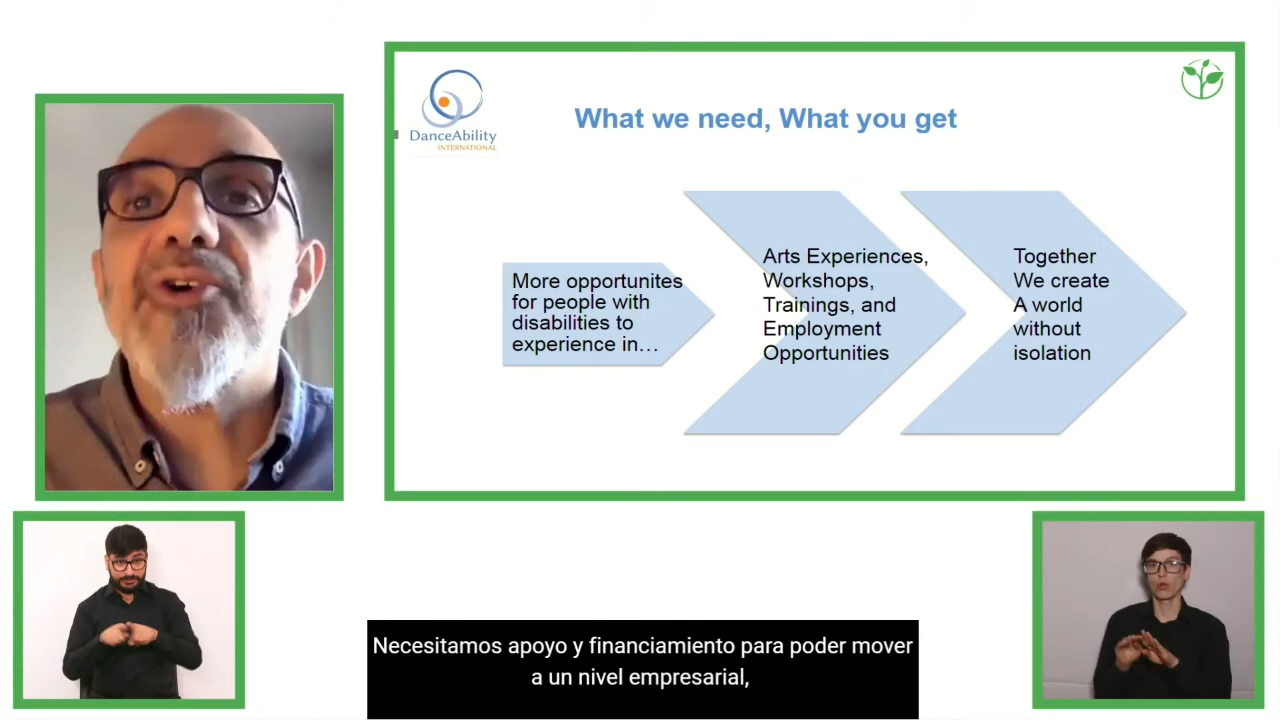 DanceAbility
INTERNATIONAL
What we need, What you get
More opportunites
for people with
disabilities to
experience in…
Arts Experiences,
Workshops,
Trainings, and
Employment
Opportunities
Together
We create
A world
without
isolation
Necesitamos apoyo y financiamiento para poder mover
a un nivel empresarial,